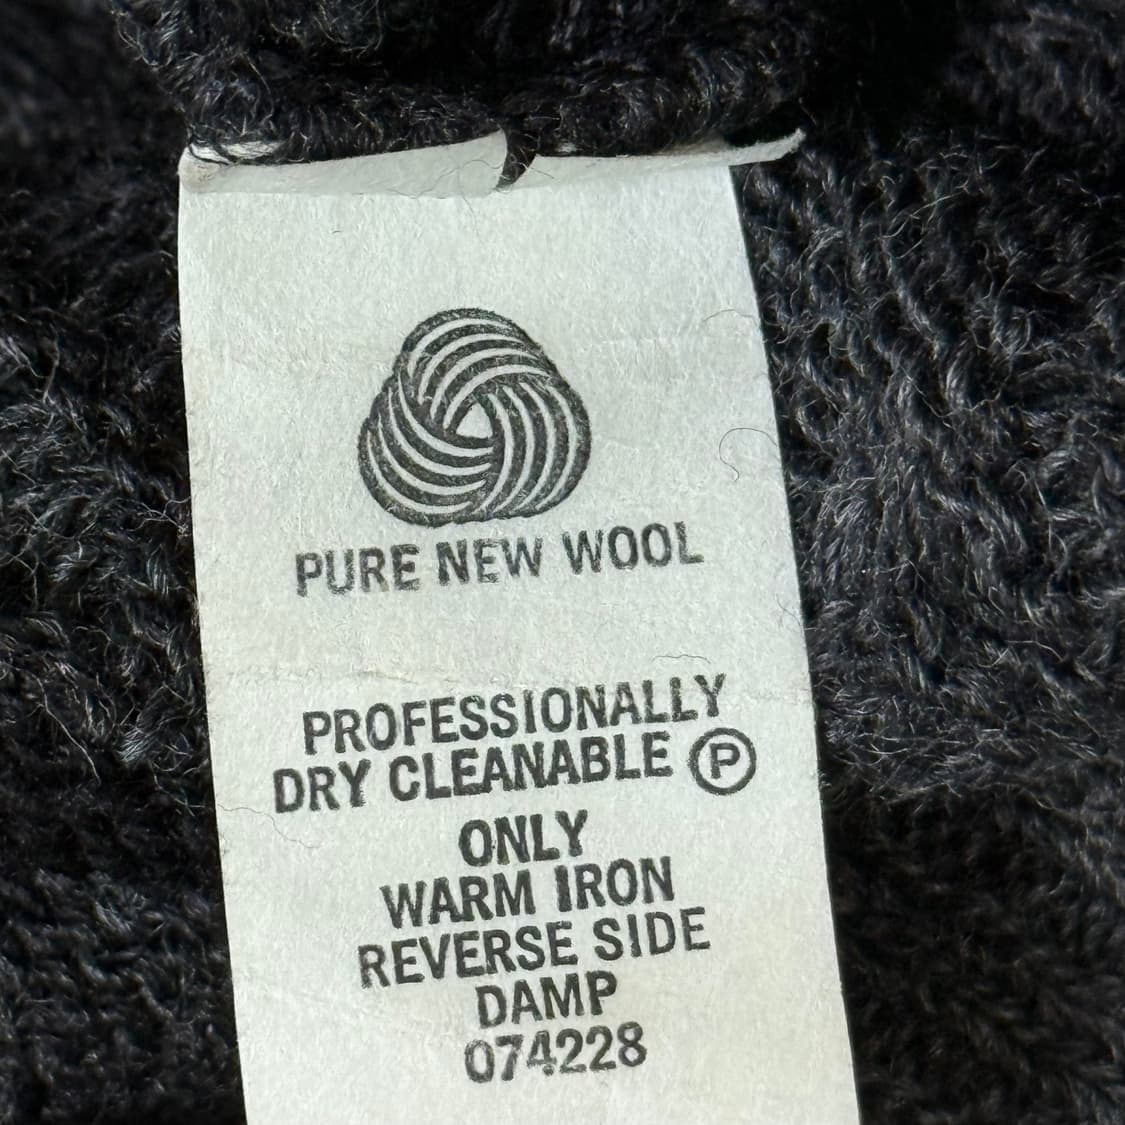 PURE NEW WOOL
PROFESSIONALLY
DRY CLEANABLE Ⓟ
ONLY
WARM IRON
REVERSE SIDE
DAMP
074228